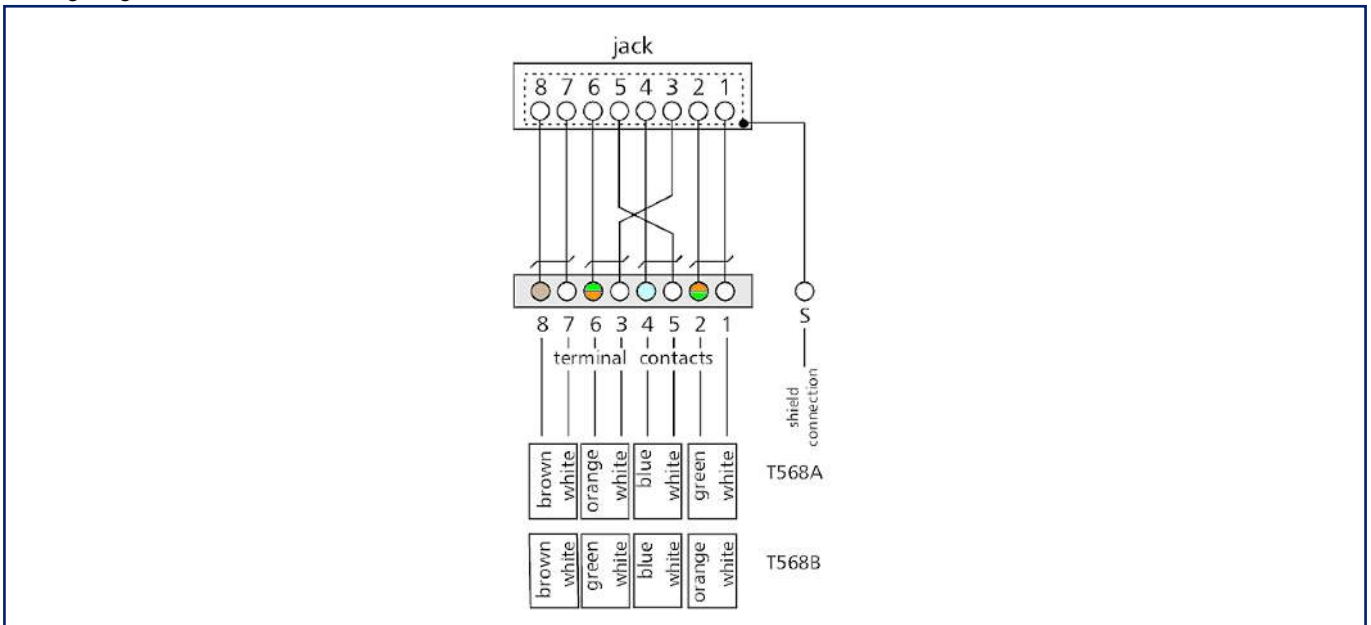 jack
8 7 6 5 4 3 2 1
S
8 7 6 3 4 5 2 1
terminal contacts
shield
connection
brown white orange white blue white green white T568A
brown white green white blue white orange white T568B